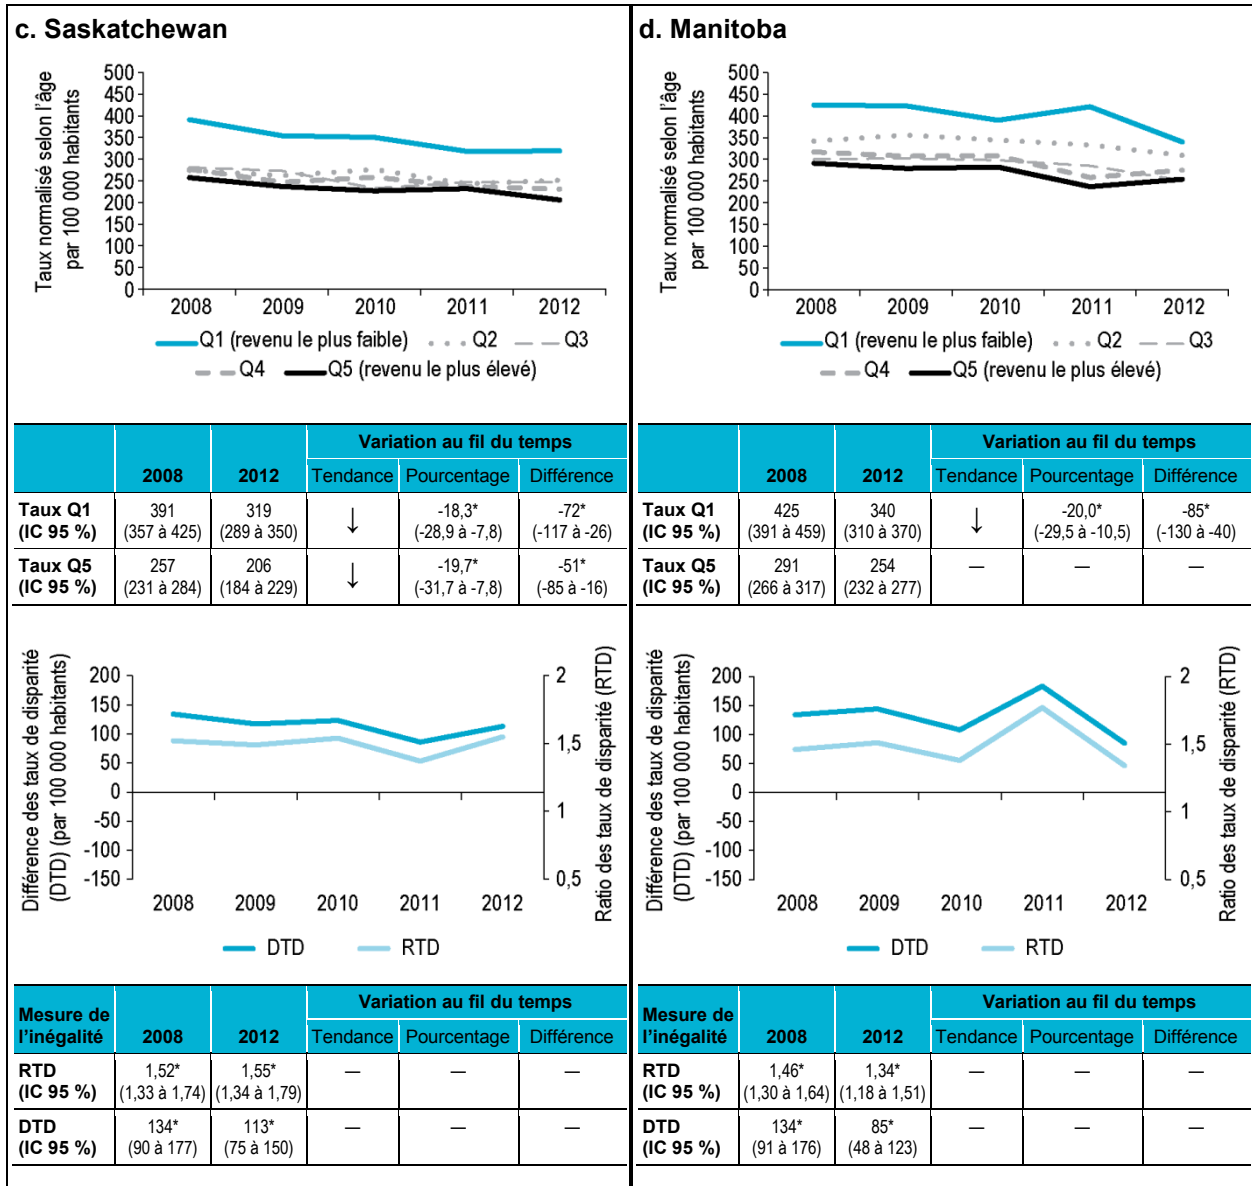 c. Saskatchewan
Taux normalisé selon l'âge
par 100 000 habitants
500
450
400
350
300
250
200
150
100
50
0
2008 2009 2010 2011 2012
Q1 (revenu le plus faible) Q2 Q3
Q4 Q5 (revenu le plus élevé)
Variation au fil du temps
2008 2012 Tendance Pourcentage Différence
Taux Q1 391 319 ↓ -18,3* -72*
(IC 95 %) (357 à 425) (289 à 350) (-28,9 à -7,8) (-117 à -26)
Taux Q5 257 206 ↓ -19,7* -51*
(IC 95 %) (231 à 284) (184 à 229) (-31,7 à -7,8) (-85 à -16)
Différence des taux de disparité
(DTD) (par 100 000 habitants)
200
150
100
50
0
-50
-100
-150
2
1,5
1
0,5
Ratio des taux de disparité (RTD)
2008 2009 2010 2011 2012
DTD RTD
Variation au fil du temps
Mesure de
l'inégalité 2008 2012 Tendance Pourcentage Différence
RTD 1,52* 1,55* — — —
(IC 95 %) (1,33 à 1,74) (1,34 à 1,79)
DTD 134* 113* — — —
(IC 95 %) (90 à 177) (75 à 150)
d. Manitoba
Taux normalisé selon l'âge
par 100 000 habitants
500
450
400
350
300
250
200
150
100
50
0
2008 2009 2010 2011 2012
Q1 (revenu le plus faible) Q2 Q3
Q4 Q5 (revenu le plus élevé)
Variation au fil du temps
2008 2012 Tendance Pourcentage Différence
Taux Q1 425 340 ↓ -20,0* -85*
(IC 95 %) (391 à 459) (310 à 370) (-29,5 à -10,5) (-130 à -40)
Taux Q5 291 254 — — —
(IC 95 %) (266 à 317) (232 à 277)
Différence des taux de disparité
(DTD) (par 100 000 habitants)
200
150
100
50
0
-50
-100
-150
2
1,5
1
0,5
Ratio des taux de disparité (RTD)
2008 2009 2010 2011 2012
DTD RTD
Variation au fil du temps
Mesure de
l'inégalité 2008 2012 Tendance Pourcentage Différence
RTD 1,46* 1,34* — — —
(IC 95 %) (1,30 à 1,64) (1,18 à 1,51)
DTD 134* 85* — — —
(IC 95 %) (91 à 176) (48 à 123)